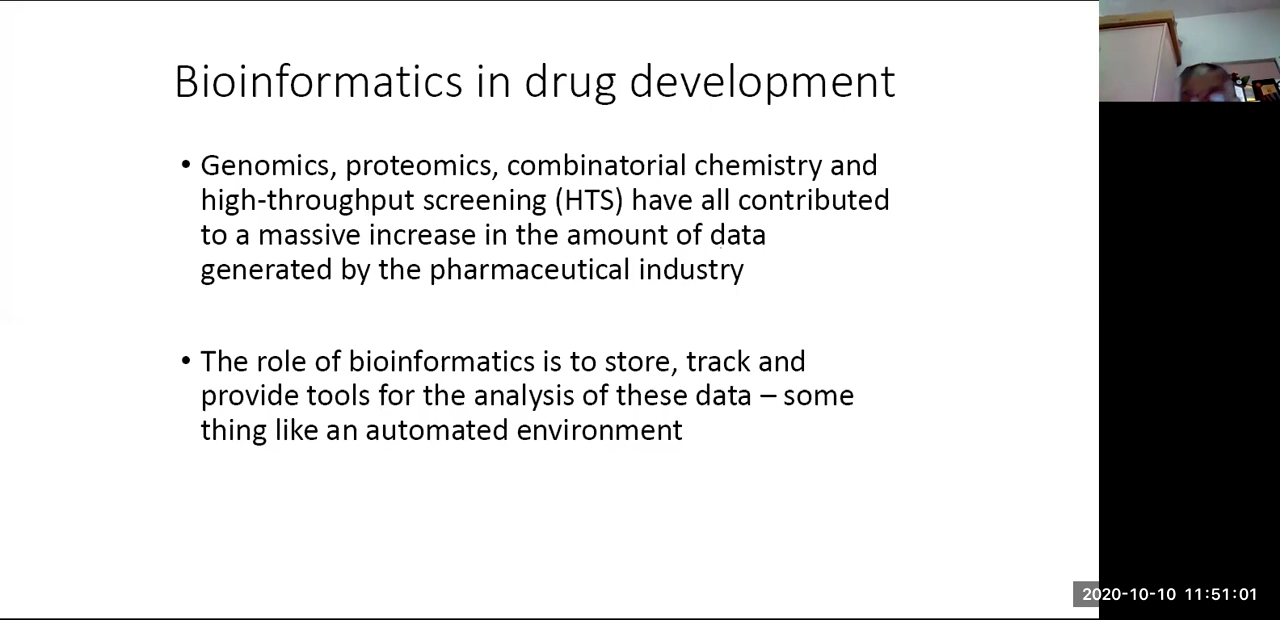 Bioinformatics in drug development
• Genomics, proteomics, combinatorial chemistry and
high-throughput screening (HTS) have all contributed
to a massive increase in the amount of data
generated by the pharmaceutical industry
• The role of bioinformatics is to store, track and
provide tools for the analysis of these data – some
thing like an automated environment
2020-10-10 11:51:01